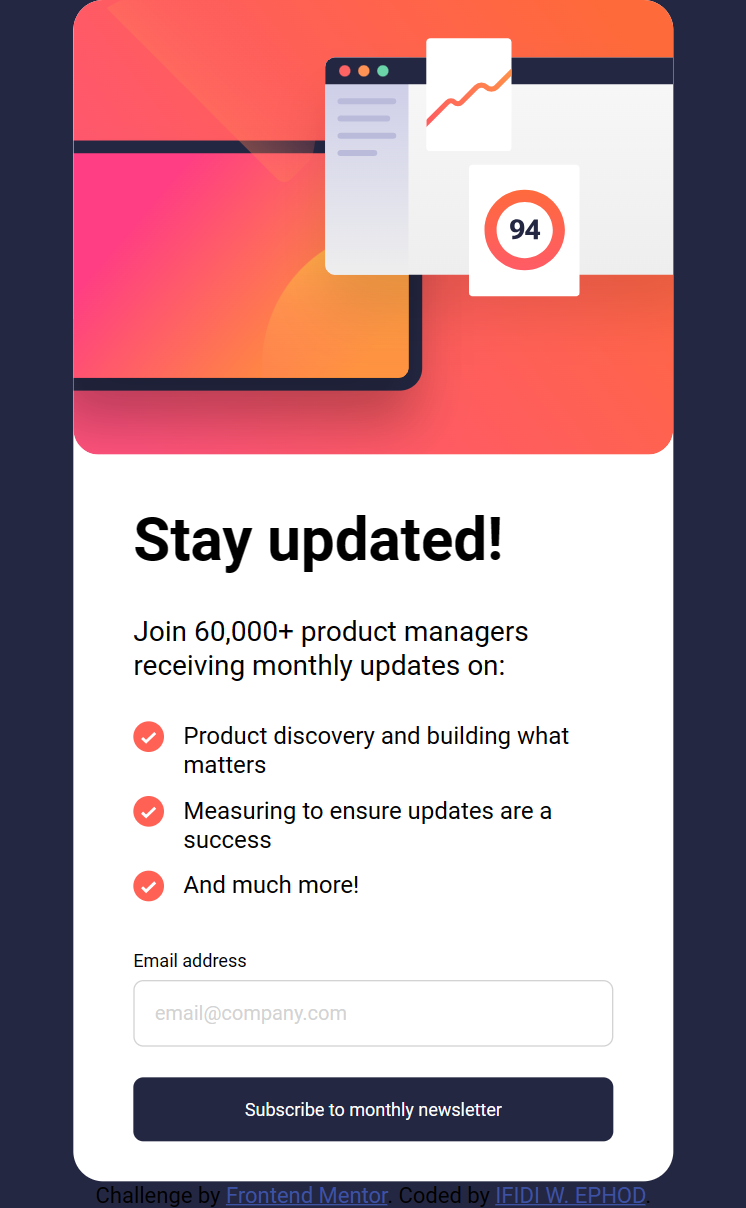 94
Stay updated!
Join 60,000+ product managers
receiving monthly updates on:
Product discovery and building what
matters
Measuring to ensure updates are a
success
And much more!
Email address
email@company.com
Subscribe to monthly newsletter
Challenge by Frontend Mentor. Coded by IFIDI W. EPHOD.